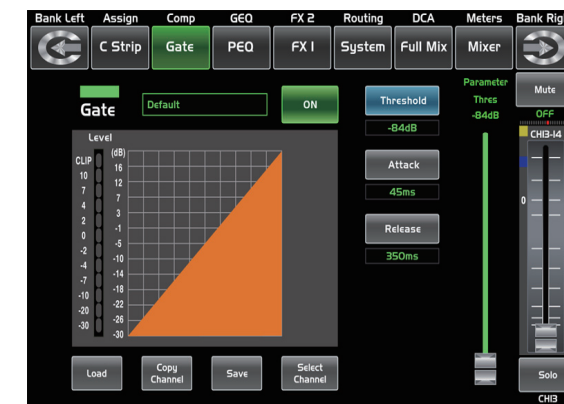 Bank Left Assign Comp GEQ FX 2 Routing DCA Meters Bank Rig
C Strip Gate PEQ FX 1 System Full Mix Mixer
Parameter
Thres
-84dB
Mute
OFF
CH13-14
Gate Default ON
Threshold
-84dB
Attack
45ms
Release
350ms
Level
CLIP
10
7
4
2
0
-2
-4
-7
-10
-20
-30
(dB)
16
12
7
3
-1
-5
-10
-14
-18
-22
-26
-30
0
Load
Copy
Channel
Save
Select
Channel
Solo
CH13